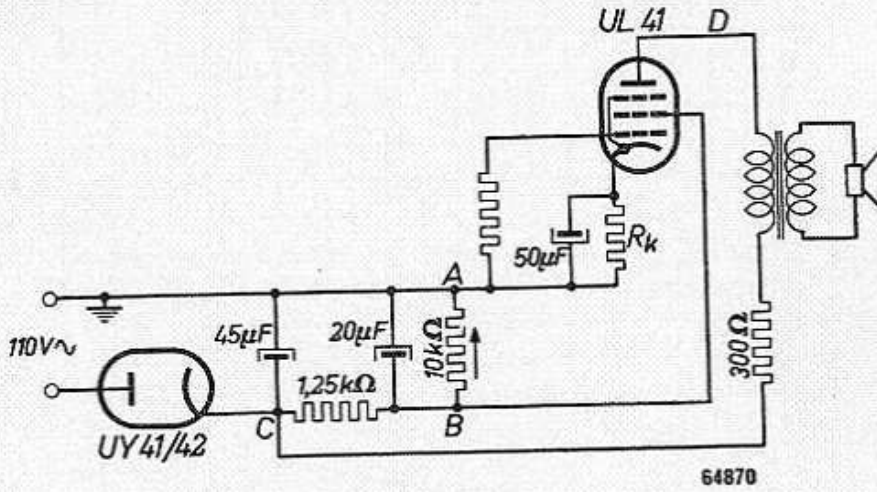 UL 41
D
50µF
Rk
A
110V~
45µF
20µF
10kΩ
300Ω
1,25kΩ
C
B
UY 41/42
64870